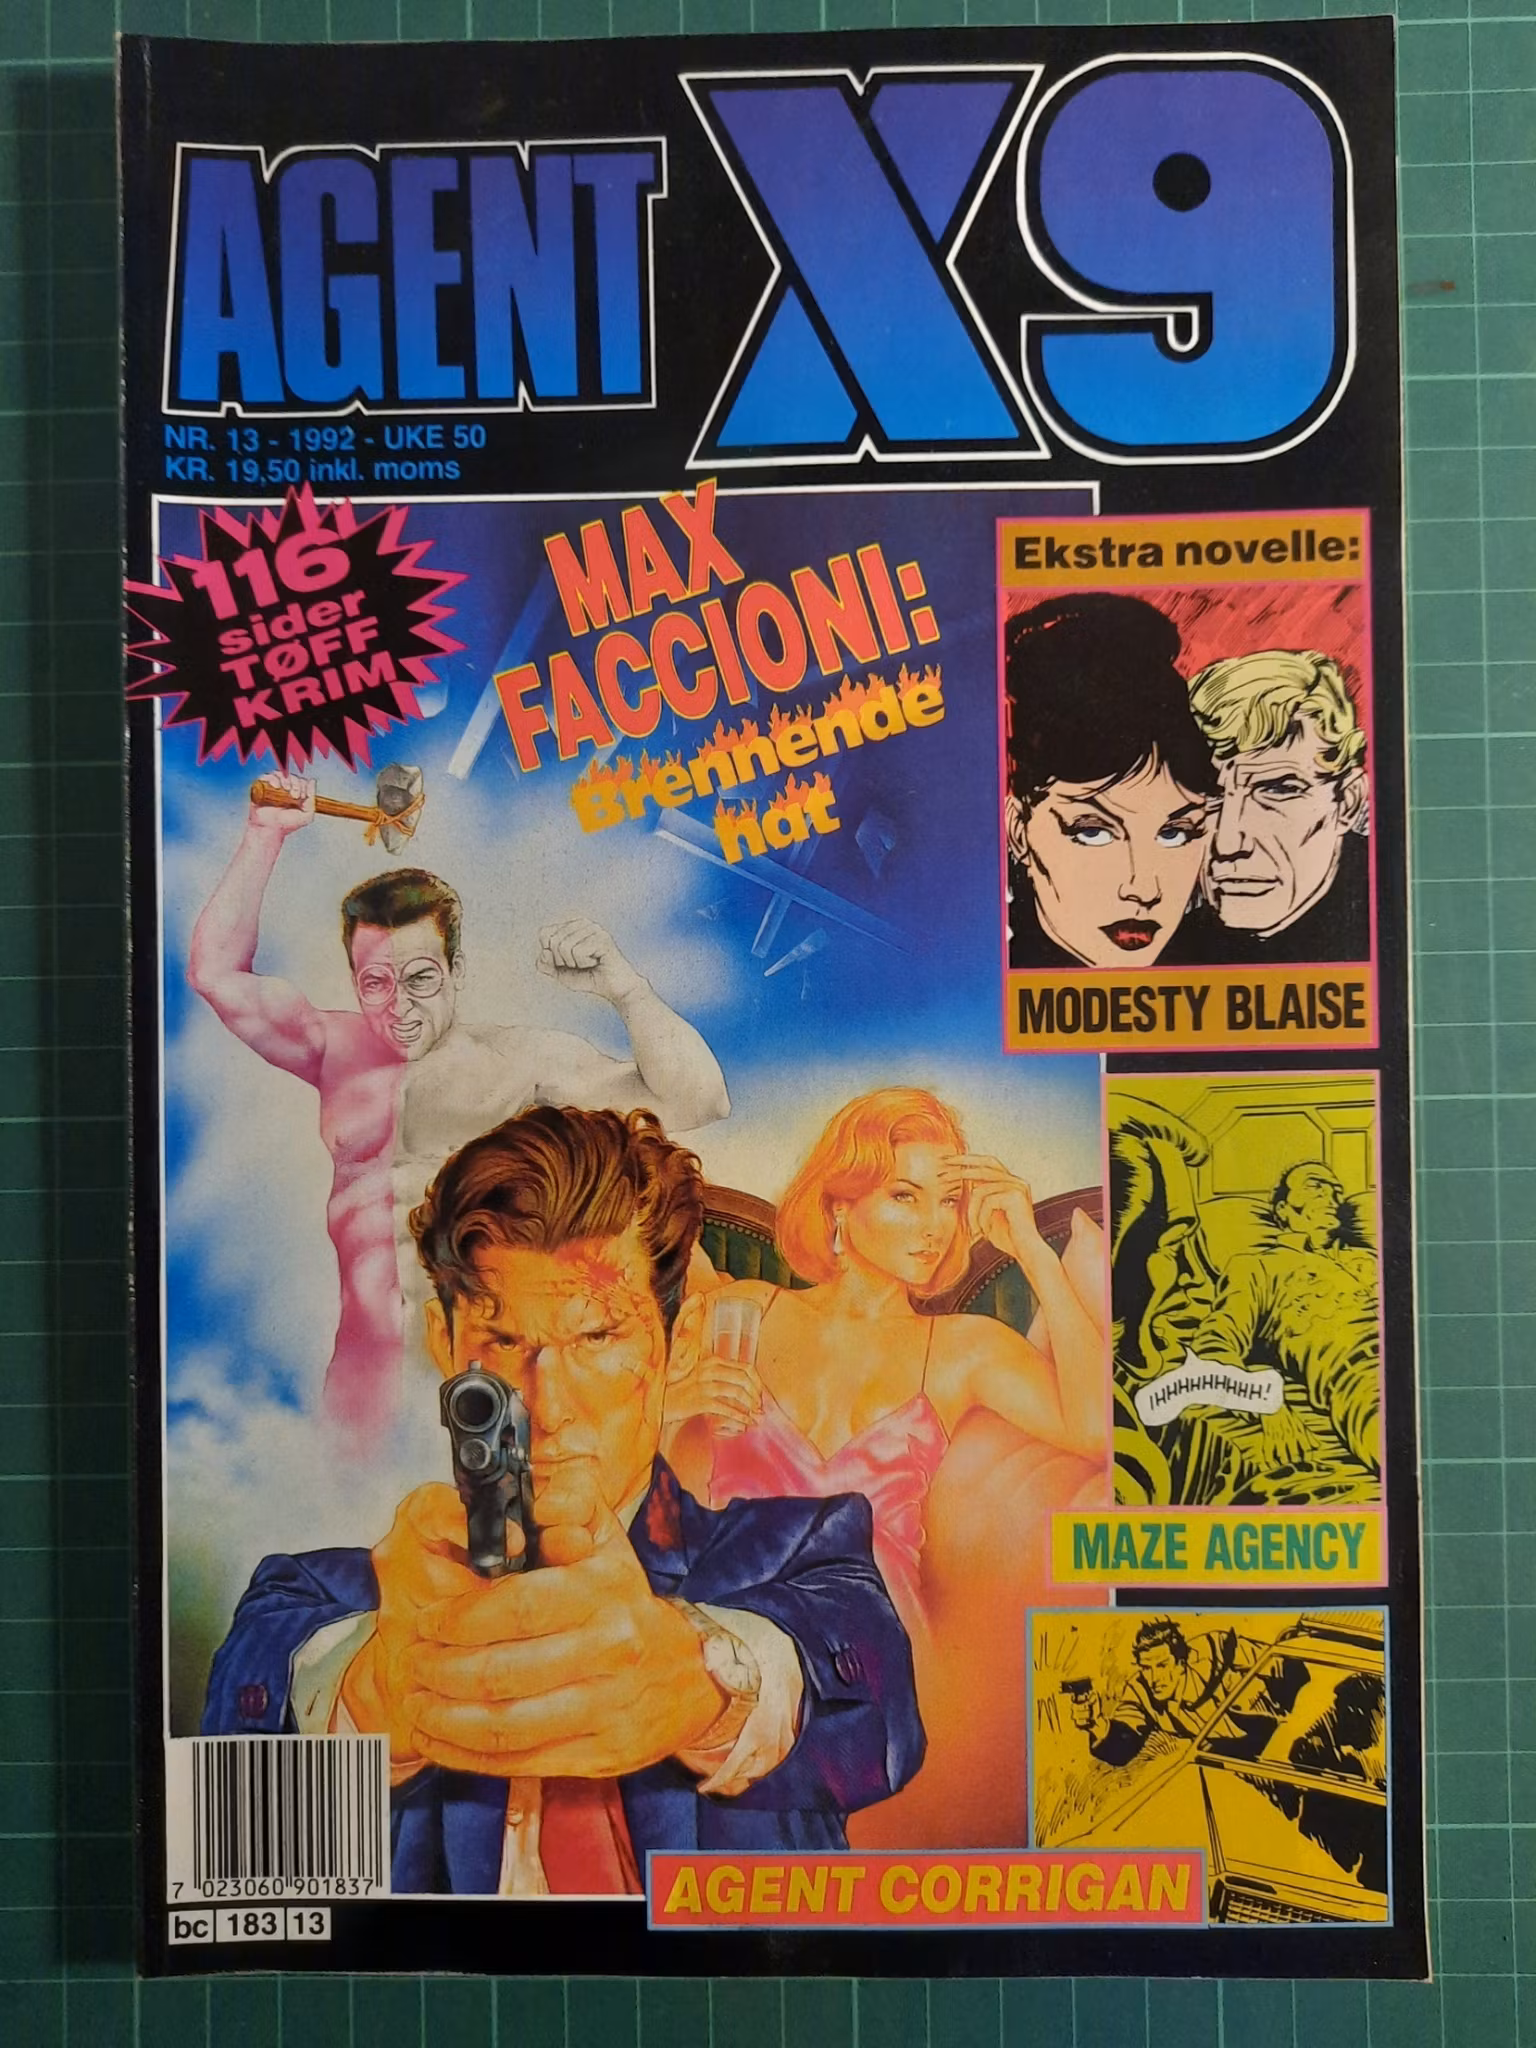 AGENT X9
NR. 13 - 1992 - UKE 50
KR. 19,50 inkl. moms
116
sider
TØFF
KRIM
MAX
FACCIONI:
Brennende
hat
Ekstra novelle:
MODESTY BLAISE
IHHHHHHHHH!
MAZE AGENCY
AGENT CORRIGAN
7 023060 901837
bc 183 13